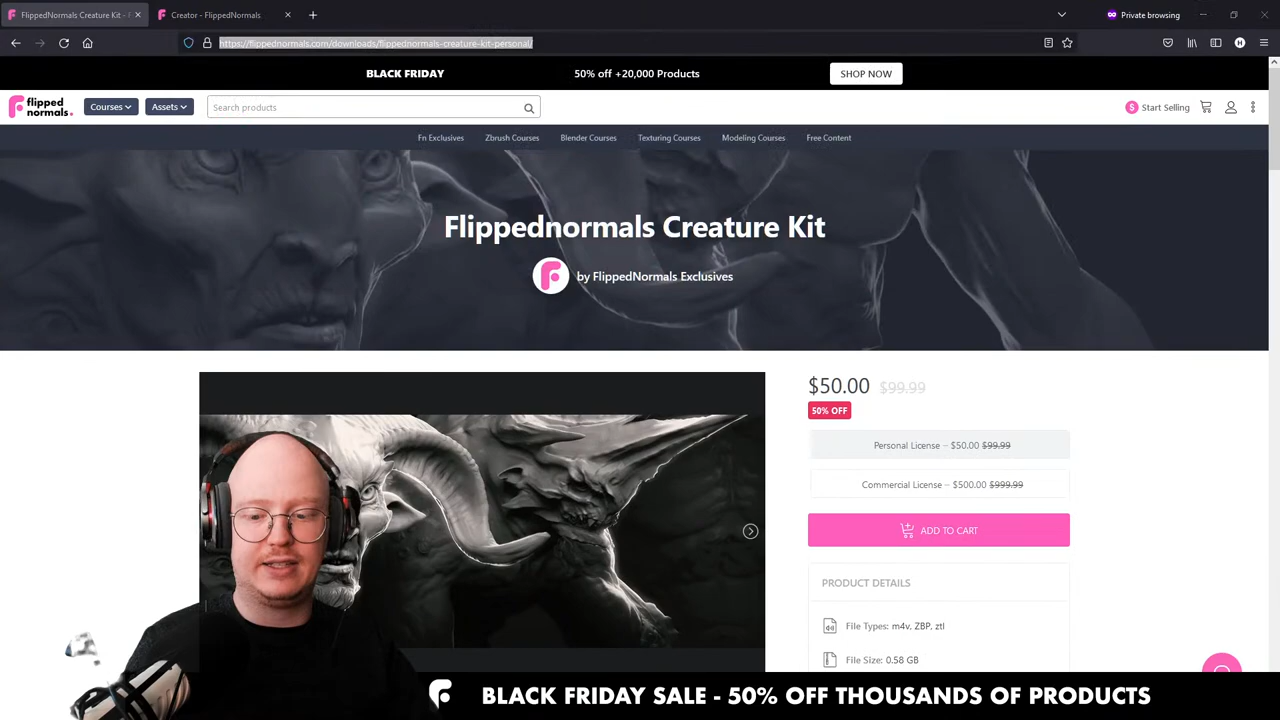 FlippedNormals Creature Kit - F
Creator - FlippedNormals
Private browsing
https://flippednormals.com/downloads/flippednormals-creature-kit-personal/
BLACK FRIDAY
50% off +20,000 Products
SHOP NOW
flipped
normals.
Courses
Assets
Search products
$ Start Selling
Fn Exclusives
Zbrush Courses
Blender Courses
Texturing Courses
Modeling Courses
Free Content
Flippednormals Creature Kit
by FlippedNormals Exclusives
$50.00 $99.99
50% OFF
Personal License – $50.00 $99.99
Commercial License – $500.00 $999.99
ADD TO CART
PRODUCT DETAILS
File Types: m4v, ZBP, ztl
File Size: 0.58 GB
BLACK FRIDAY SALE - 50% OFF THOUSANDS OF PRODUCTS